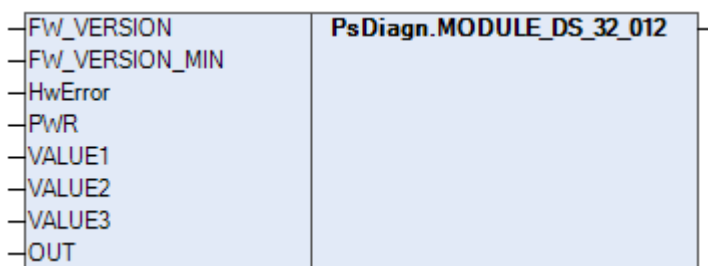 FW_VERSION PsDiagn.MODULE_DS_32_012
FW_VERSION_MIN
HwError
PWR
VALUE1
VALUE2
VALUE3
OUT